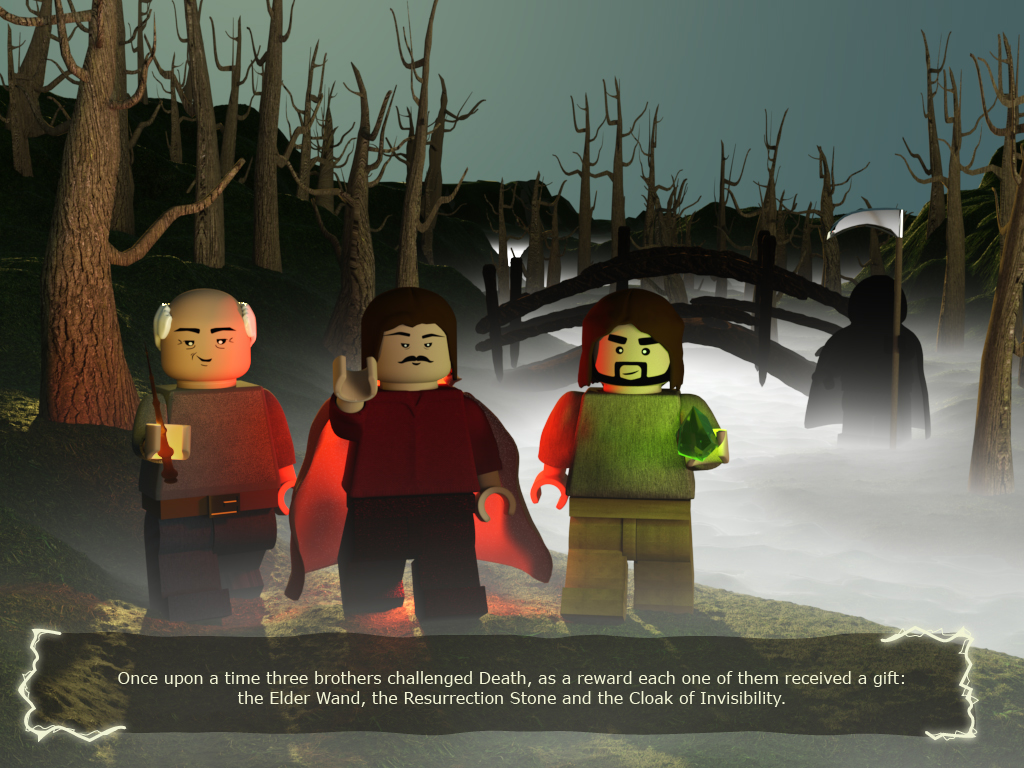 Once upon a time three brothers challenged Death, as a reward each one of them received a gift:
the Elder Wand, the Resurrection Stone and the Cloak of Invisibility.